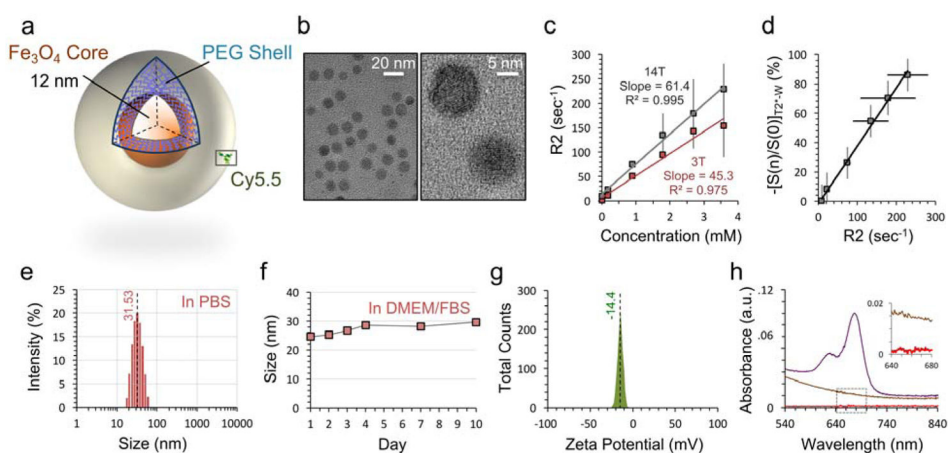 a
Fe₃O₄ Core
12 nm
PEG Shell
Cy5.5
b
20 nm
5 nm
c
R2 (sec⁻¹)
300
250
200
150
100
50
0
14T
Slope = 61.4
R² = 0.995
3T
Slope = 45.3
R² = 0.975
0 1 2 3 4
Concentration (mM)
d
-[S(n)/S(0)]T2*-W (%)
100
80
60
40
20
0
0 100 200 300
R2 (sec⁻¹)
e
Intensity (%)
25
20
15
10
5
0
31.53
In PBS
1 10 100 1000 10000
Size (nm)
f
Size (nm)
40
30
20
10
0
In DMEM/FBS
1 2 3 4 5 6 7 8 9 10
Day
g
Total Counts
300
200
100
0
-14.4
-100 -50 0 50 100
Zeta Potential (mV)
h
Absorbance (a.u.)
.12
.06
0
0.02
0
640 680
540 640 740 840
Wavelength (nm)